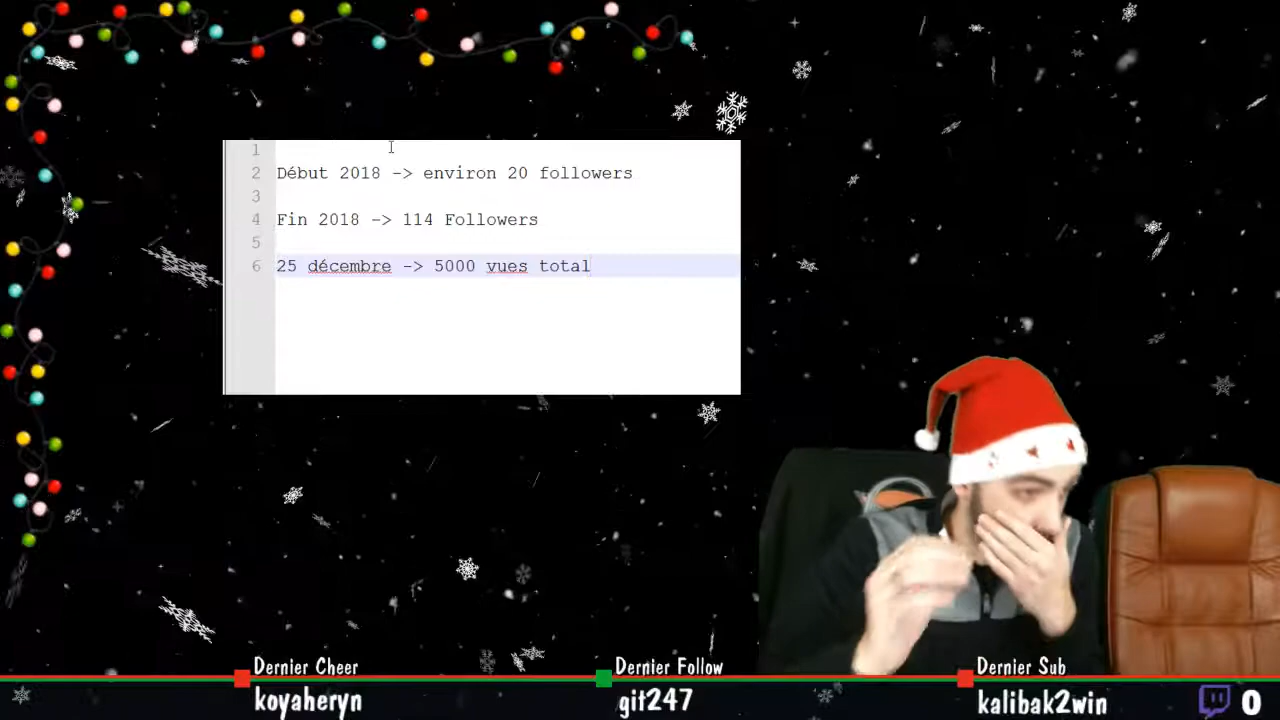 1
2 Début 2018 -> environ 20 followers
3
4 Fin 2018 -> 114 Followers
5
6 25 décembre -> 5000 vues total
Dernier Cheer
koyaheryn
Dernier Follow
git247
Dernier Sub
kalibak2win
0